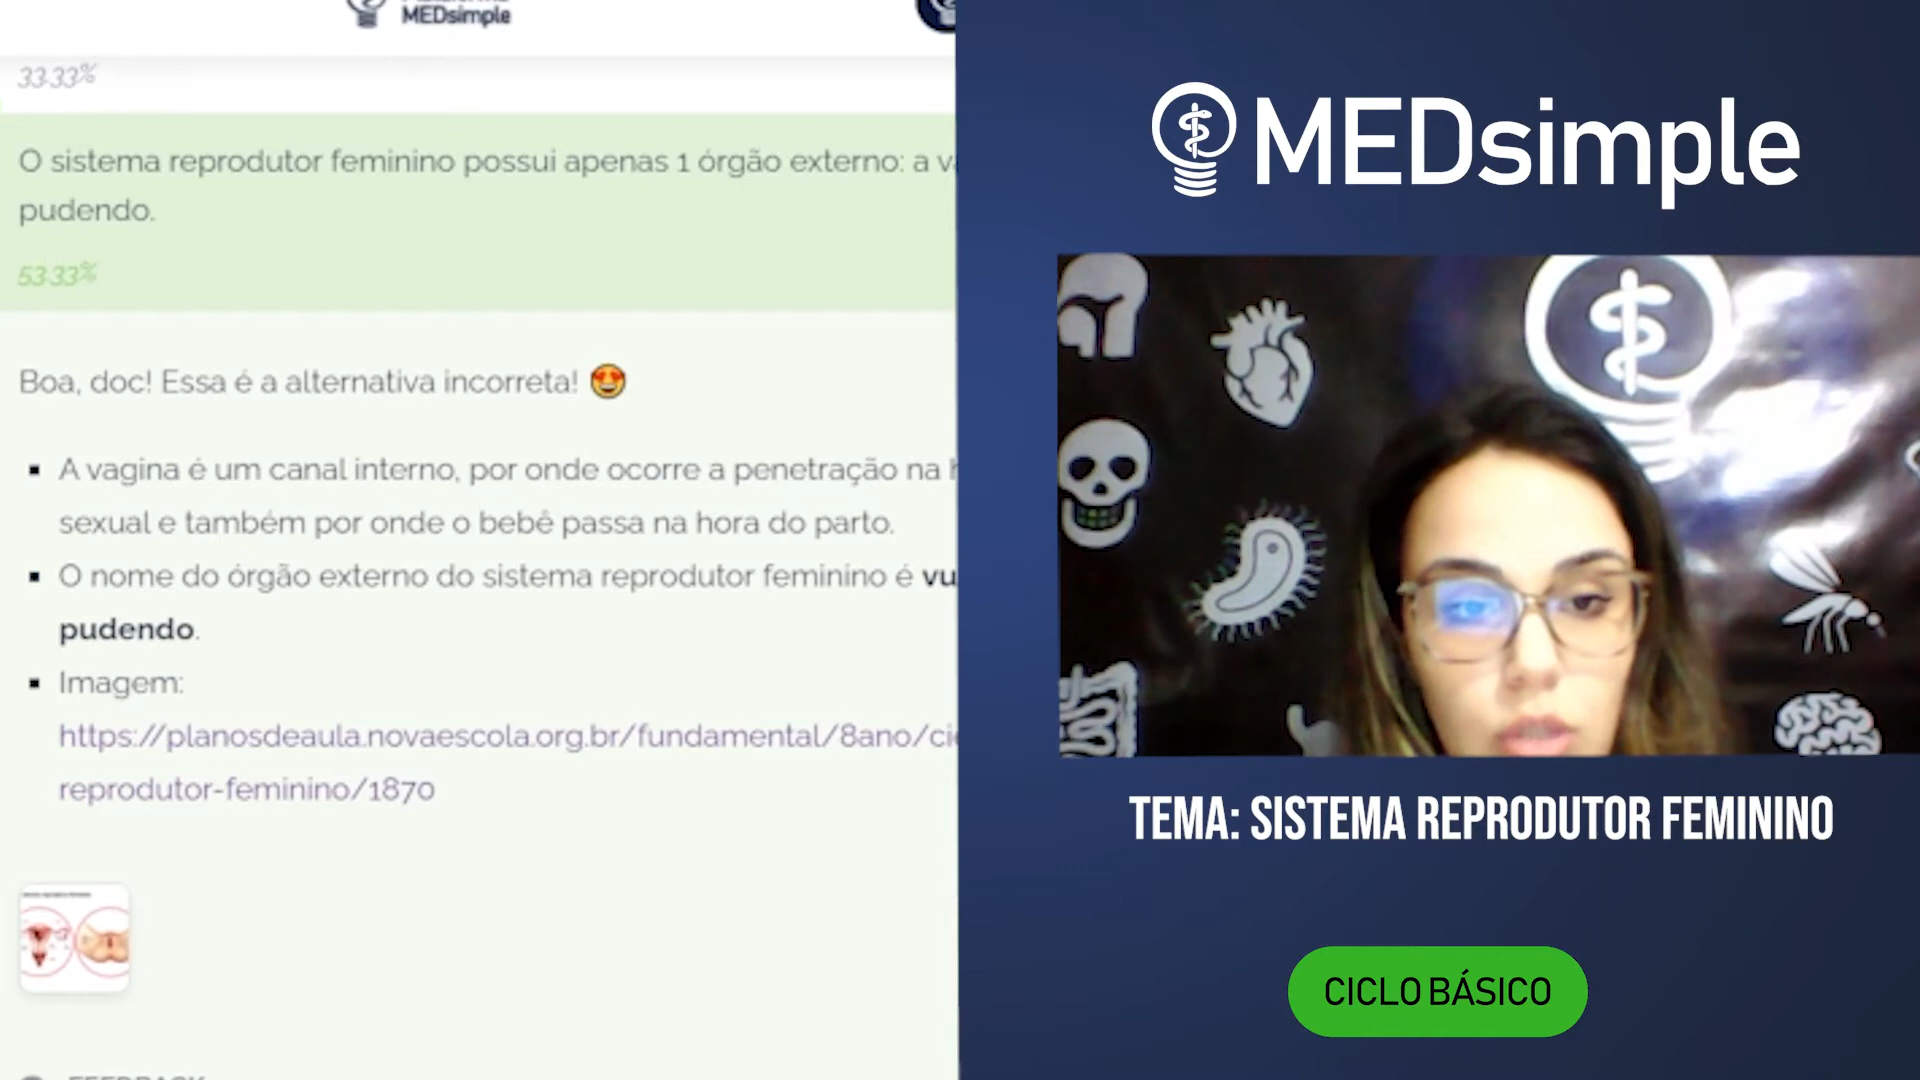 MEDsimple
33.33%
O sistema reprodutor feminino possui apenas 1 órgão externo: a
pudendo.
53.33%
Boa, doc! Essa é a alternativa incorreta! 😍
▪ A vagina é um canal interno, por onde ocorre a penetração na
sexual e também por onde o bebê passa na hora do parto.
▪ O nome do órgão externo do sistema reprodutor feminino é
pudendo.
▪ Imagem:
https://planosdeaula.novaescola.org.br/fundamental/8ano/ci
reprodutor-feminino/1870
MEDsimple
TEMA: SISTEMA REPRODUTOR FEMININO
CICLO BÁSICO